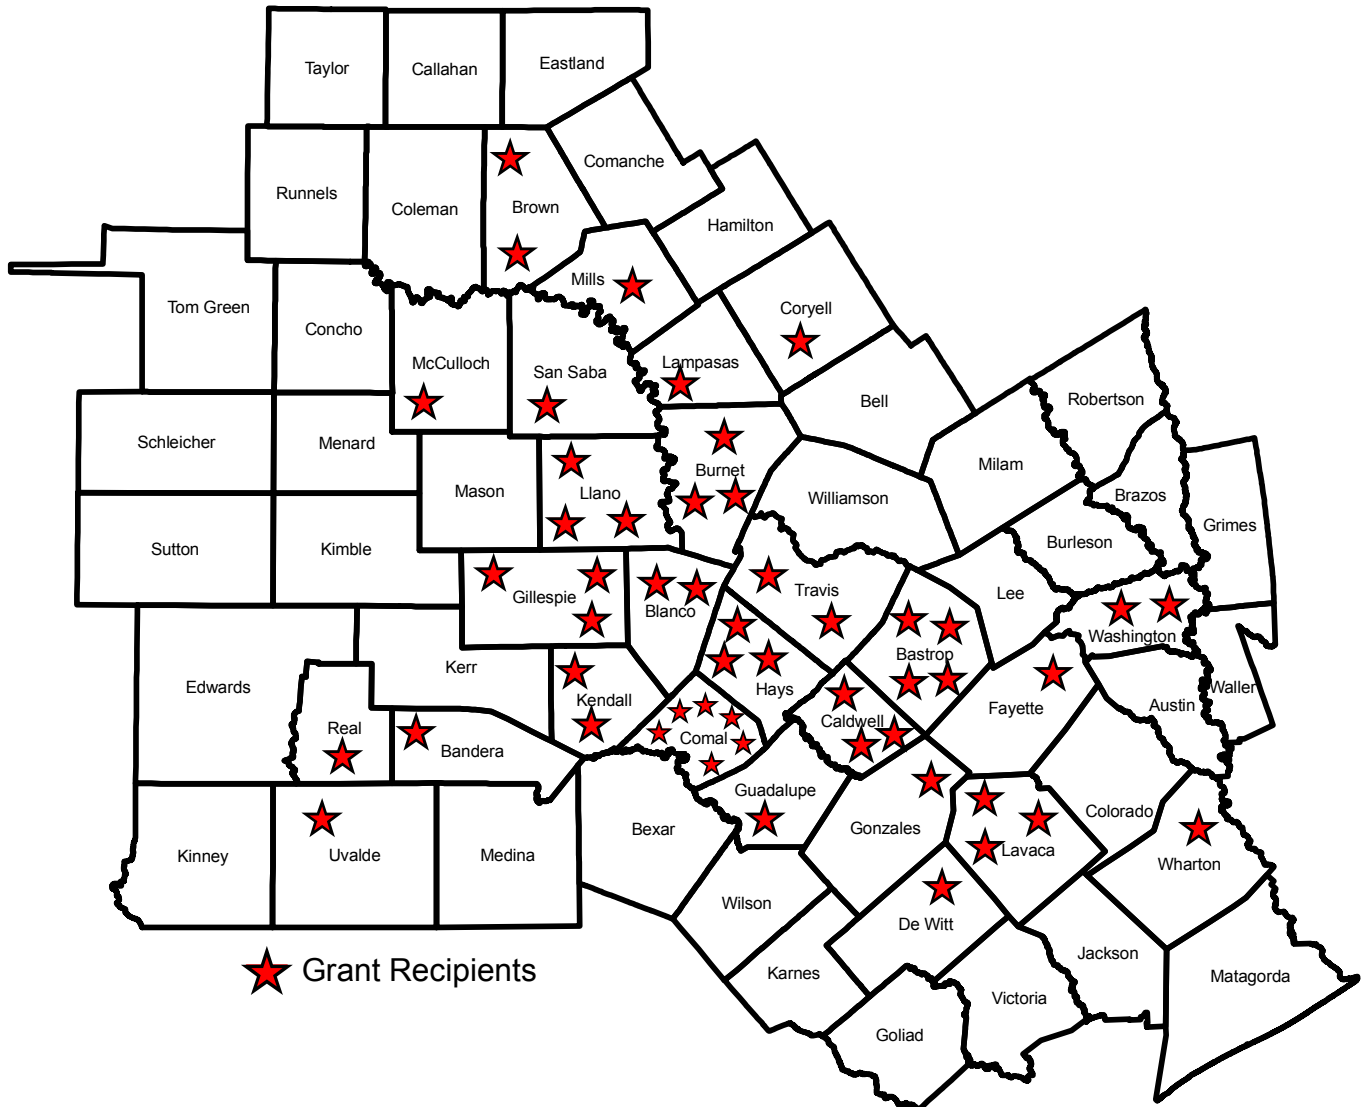 Taylor
Callahan
Eastland
Comanche
Runnels
Coleman
Brown
Hamilton
Mills
Tom Green
Concho
Coryell
McCulloch
San Saba
Lampasas
Bell
Robertson
Schleicher
Menard
Mason
Llano
Burnet
Williamson
Milam
Brazos
Grimes
Sutton
Kimble
Burleson
Gillespie
Blanco
Travis
Lee
Washington
Edwards
Kerr
Kendall
Hays
Bastrop
Fayette
Austin
Waller
Real
Bandera
Comal
Caldwell
Guadalupe
Gonzales
Lavaca
Colorado
Wharton
Kinney
Uvalde
Medina
Bexar
Wilson
De Witt
Karnes
Jackson
Victoria
Matagorda
Goliad
Grant Recipients